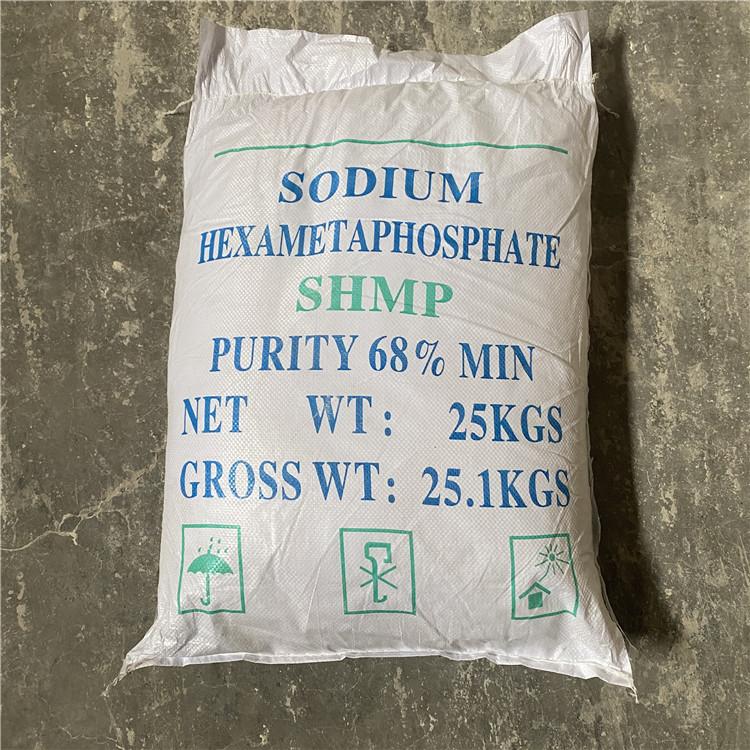 SODIUM
HEXAMETAPHOSPHATE
SHMP
PURITY 68% MIN
NET WT: 25KGS
GROSS WT: 25.1KGS